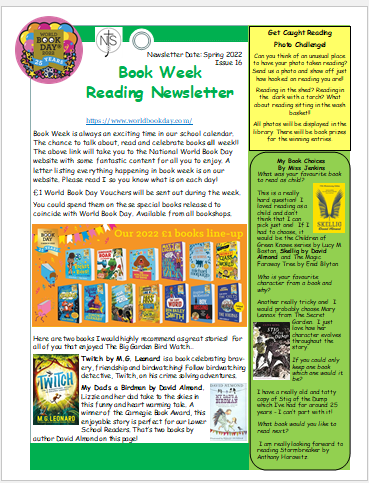 WORLD
BOOK
DAY
25 YEARS
NJS
Newsletter Date: Spring 2022
Issue 16
Book Week
Reading Newsletter
https://www.worldbookday.com/
Book Week is always an exciting time in our school calendar.
The chance to talk about, read and celebrate books all week!!
The above link will take you to the National World Book Day
website with some fantastic content for all you to enjoy. A
letter listing everything happening in book week is on our
website. Please read I so you know what is on each day!
£1 World Book Day Vouchers will be sent out during the week.
You could spend them on these special books released to
coincide with World Book Day. Available from all bookshops.
Our 2022 £1 books line-up
Here are two books I would highly recommend as great stories! For
all of you that enjoyed The Big Garden Bird Watch..
Twitch by M.G. Leonard is a book celebrating brav-
ery, friendship and birdwatching! Follow birdwatching
detective, Twitch, on his crime solving adventures.
My Dads a Birdman by David Almond,
Lizzie and her dad take to the skies in
this funny and heart warming tale. A
winner of the Carnegie Book Award, this
enjoyable story is perfect for our Lower
School Readers. That's two books by
author David Almond on this page!
TWITCH
M.G. LEONARD
DAVID ALMOND
MY DAD'S A
BIRDMAN
Get Caught Reading
Photo Challenge!
Can you think of an unusual place
to have your photo taken reading?
Send us a photo and show off just
how hooked on reading you are!
Reading in the shed? Reading in
the dark with a torch? What
about reading sitting in the wash
basket!!
All photos will be displayed in the
library. There will be book prizes
for the winning entries.
My Book Choices
By Miss Jenkins
What was your favourite book
to read as child?
This is a really
hard question! I
loved reading as a
child and don't
think that I can
pick just one! If I
had to choose, it
would be the Children of
Green Knowe series by Lucy M
Boston, Skellig by David
Almond and The Magic
Faraway Tree by Enid Blyton.
SKELLIG
Who is your favourite
character from a book and
why?
Another really tricky one! I
would probably choose
Mary Lennox from The Secret
Garden. I just
love how her
character evolves
throughout the
story.
STIG
If you could only
keep one book
which one would it
be?
I have a really old and tatty
copy of Stig of the Dump
which I've had for around 25
years - I can't part with it!
What book would you like
to read next?
I am really looking forward to
reading Stormbreaker by
Anthony Horowitz.